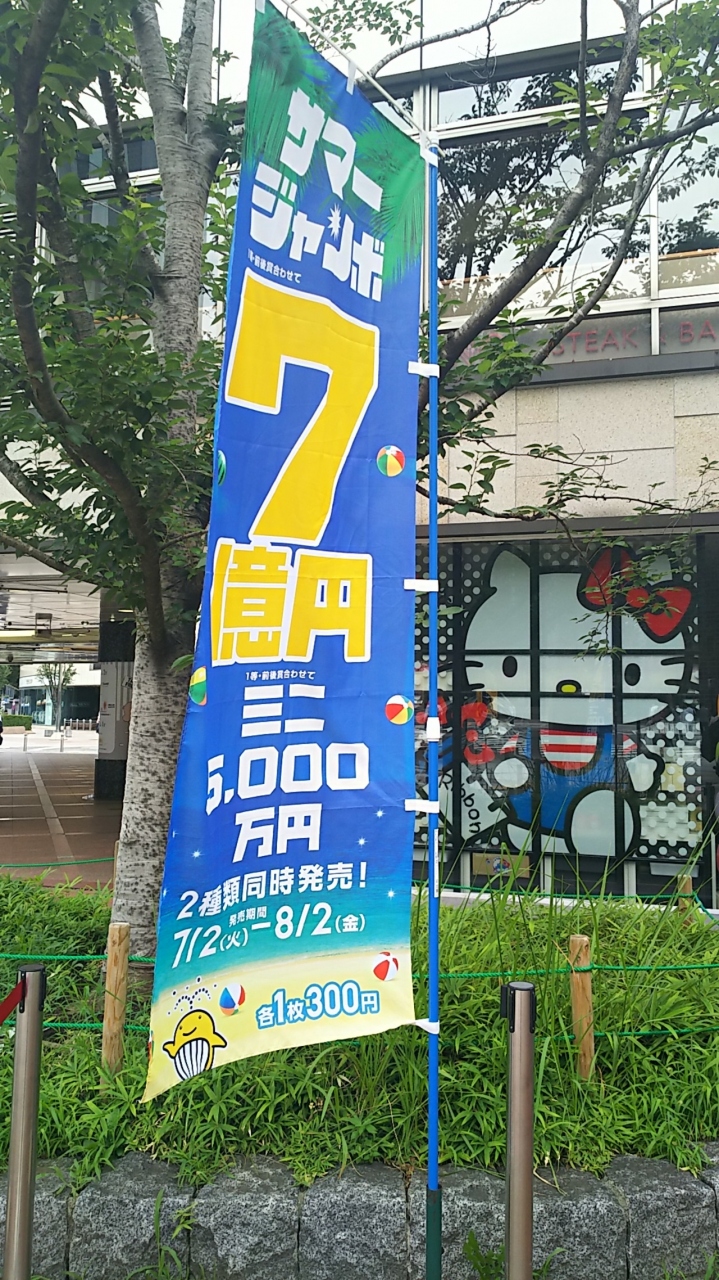 サマー
ジャンボ
前後賞合わせて
7
億円
1等・前後賞合わせて
ミニ
5,000
万円
2種類同時発売!
発売期間
7/2(火)-8/2(金)
各1枚300円
STEAK & BA